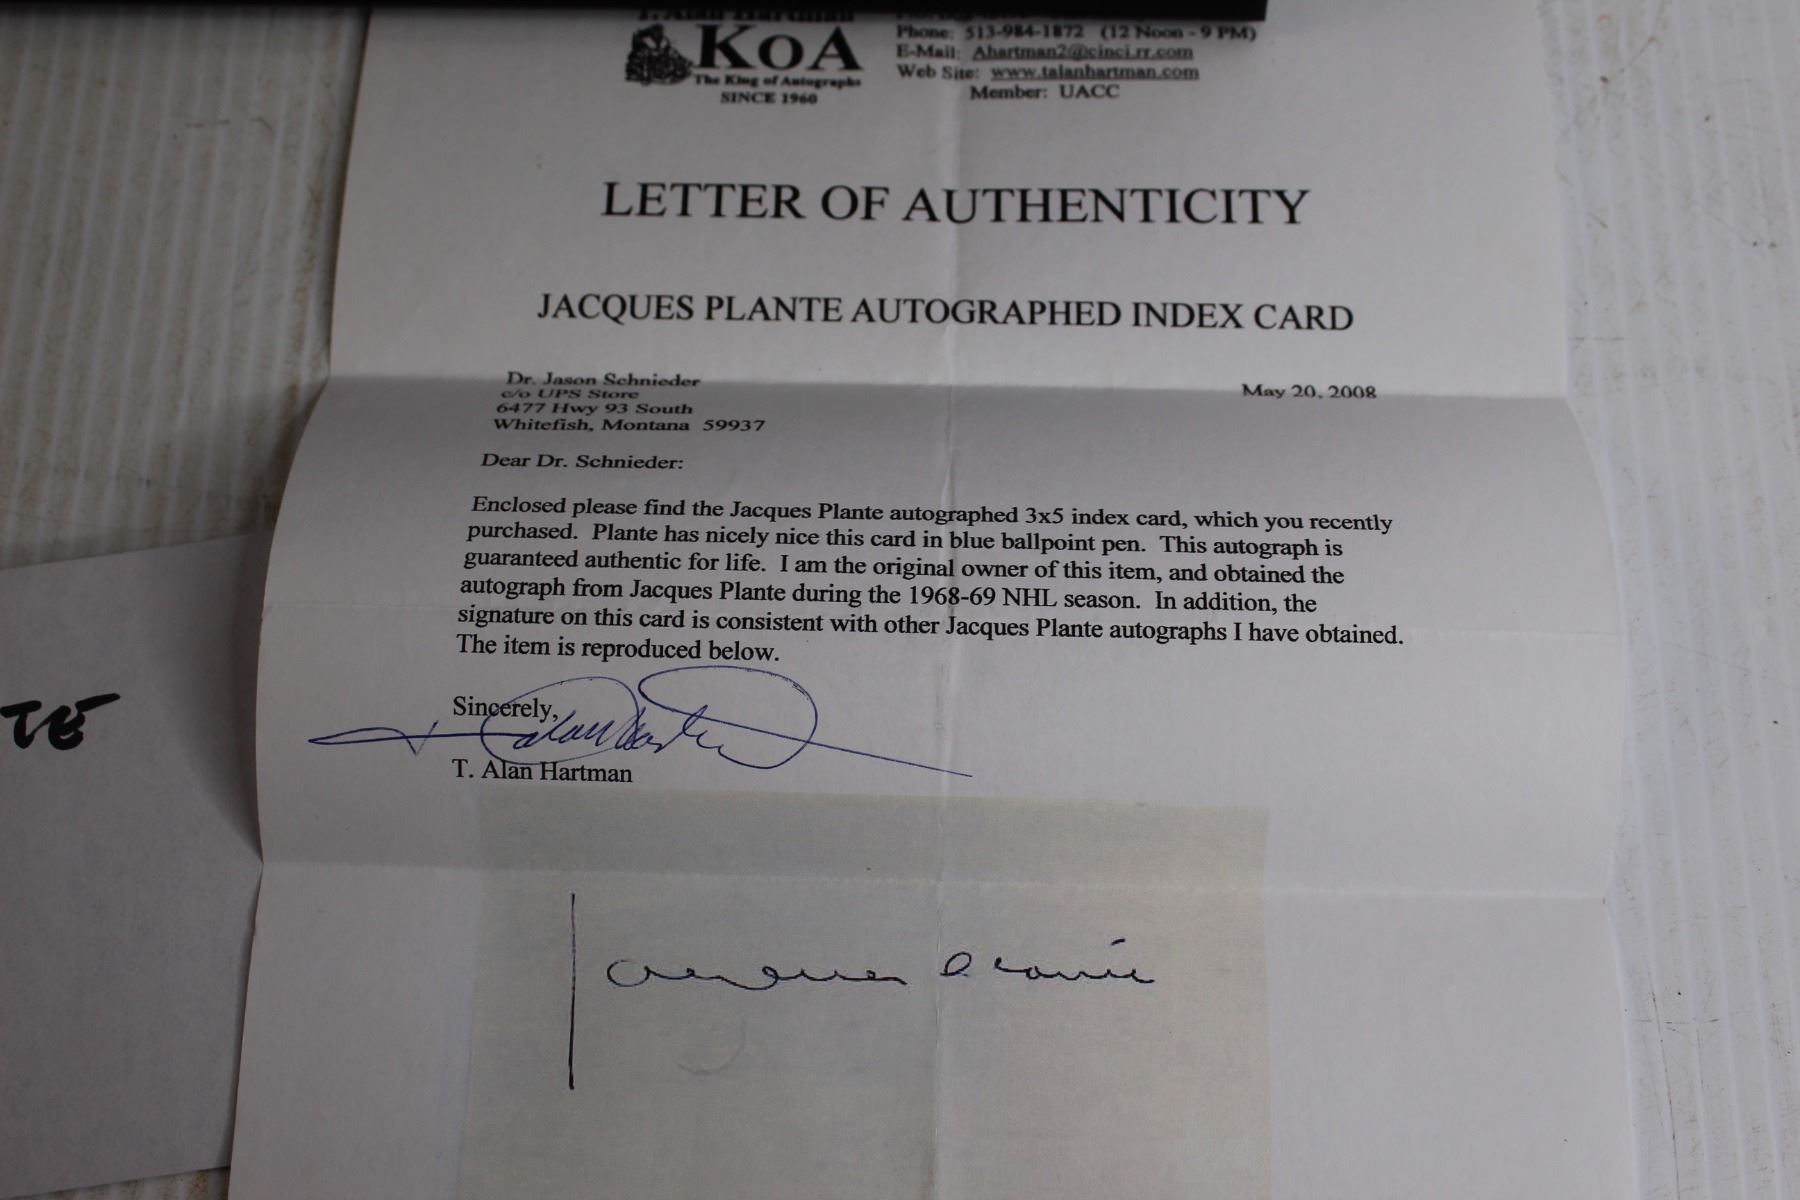 T. Alan Hartman
KoA
The King of Autographs
SINCE 1960
Phone: 513-984-1872 (12 Noon - 9 PM)
E-Mail: Ahartman2@cinci.rr.com
Web Site: www.talanhartman.com
Member: UACC
LETTER OF AUTHENTICITY
JACQUES PLANTE AUTOGRAPHED INDEX CARD
Dr. Jason Schnieder
c/o UPS Store
6477 Hwy 93 South
Whitefish, Montana 59937
May 20, 2008
Dear Dr. Schnieder:
Enclosed please find the Jacques Plante autographed 3x5 index card, which you recently
purchased. Plante has nicely nice this card in blue ballpoint pen. This autograph is
guaranteed authentic for life. I am the original owner of this item, and obtained the
autograph from Jacques Plante during the 1968-69 NHL season. In addition, the
signature on this card is consistent with other Jacques Plante autographs I have obtained.
The item is reproduced below.
Sincerely,
T. Alan Hartman
TE
Jacques Plante